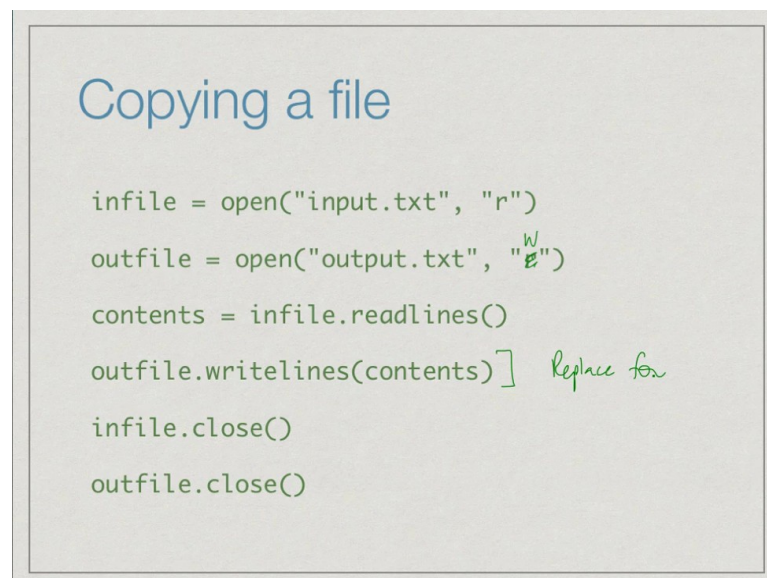 Copying a file
infile = open("input.txt", "r")
W
outfile = open("output.txt", "r")
contents = infile.readlines()
outfile.writelines(contents)] Replace for
infile.close()
outfile.close()